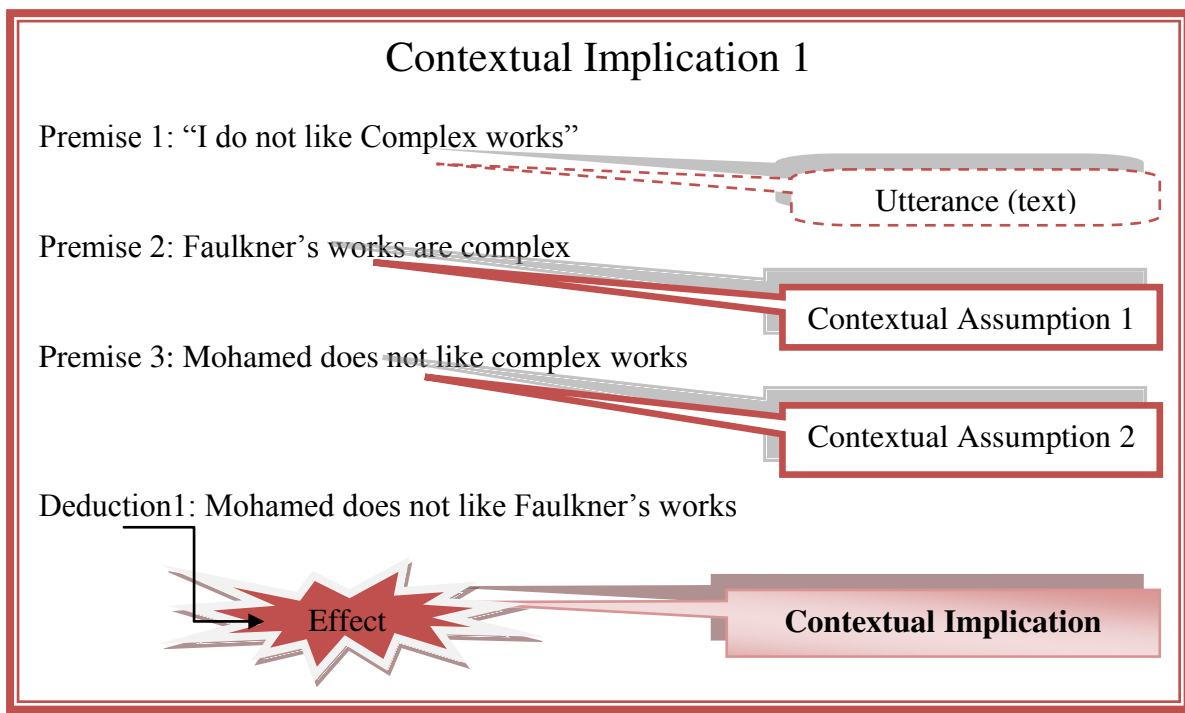 Contextual Implication 1
Premise 1: “I do not like Complex works”
Utterance (text)
Premise 2: Faulkner’s works are complex
Contextual Assumption 1
Premise 3: Mohamed does not like complex works
Contextual Assumption 2
Deduction1: Mohamed does not like Faulkner’s works
Effect
Contextual Implication